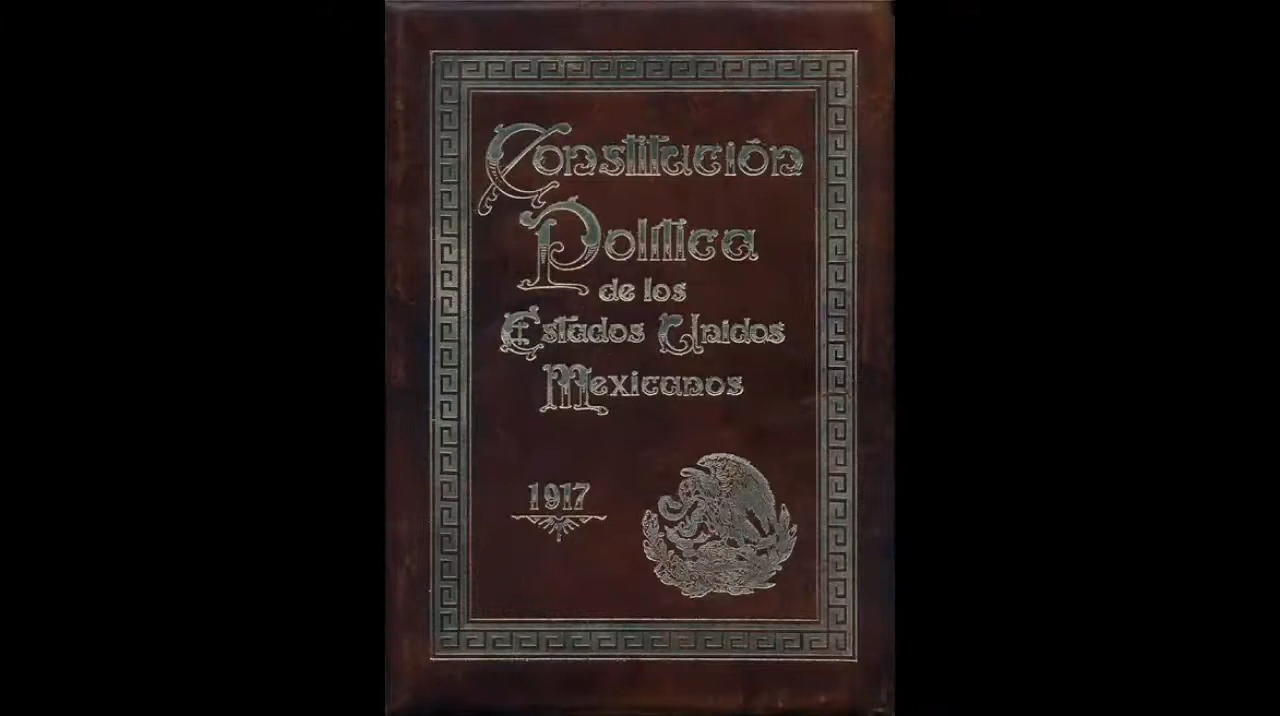 Constitución
Política
de los
Estados Unidos
Mexicanos
1917